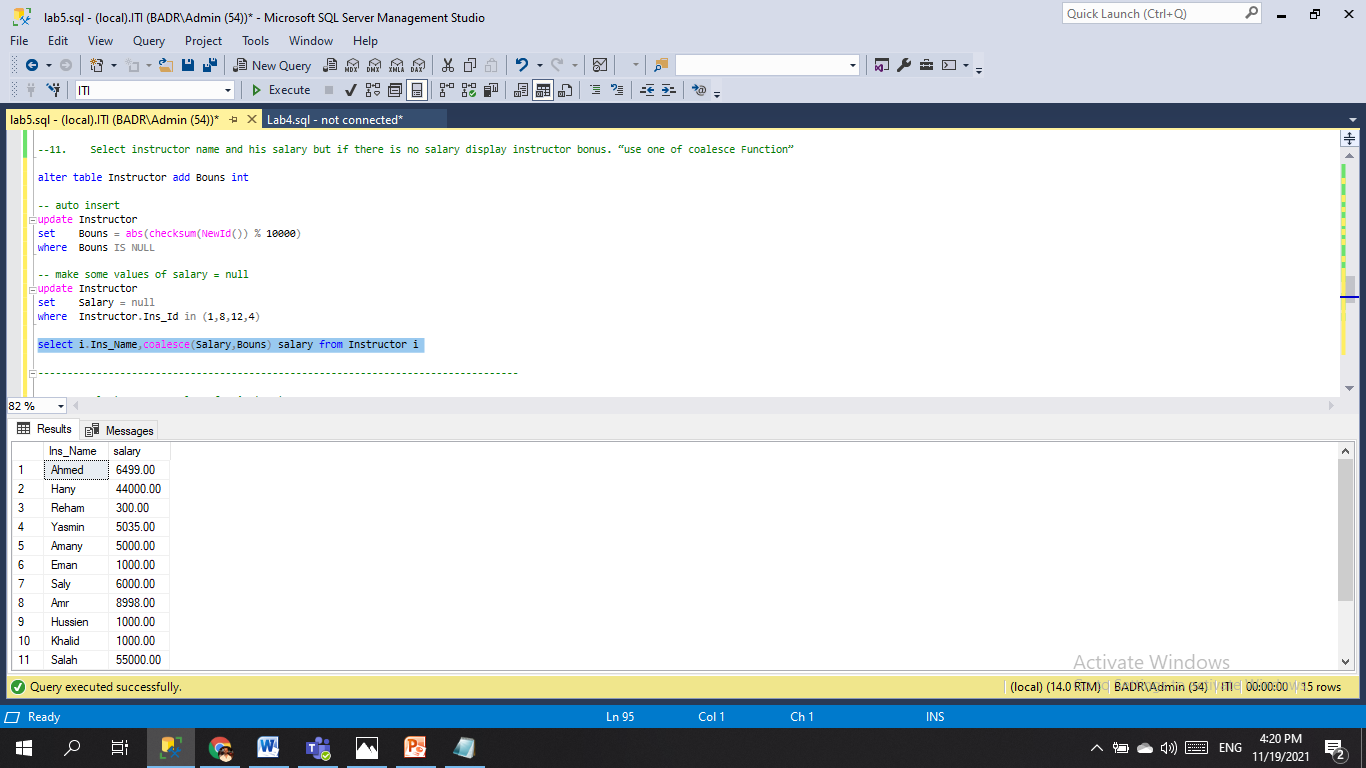 lab5.sql - (local).ITI (BADR\Admin (54))* - Microsoft SQL Server Management Studio
Quick Launch (Ctrl+Q)
File Edit View Query Project Tools Window Help
New Query MDX DMX XMLA DAX
ITI Execute
lab5.sql - (local).ITI (BADR\Admin (54))* Lab4.sql - not connected*
--11. Select instructor name and his salary but if there is no salary display instructor bonus. “use one of coalesce Function”
alter table Instructor add Bouns int
-- auto insert
update Instructor
set Bouns = abs(checksum(NewId()) % 10000)
where Bouns IS NULL
-- make some values of salary = null
update Instructor
set Salary = null
where Instructor.Ins_Id in (1,8,12,4)
select i.Ins_Name,coalesce(Salary,Bouns) salary from Instructor i
--------------------------------------------------------------------------------
82 %
Results Messages
Ins_Name salary
1 Ahmed 6499.00
2 Hany 44000.00
3 Reham 300.00
4 Yasmin 5035.00
5 Amany 5000.00
6 Eman 1000.00
7 Saly 6000.00
8 Amr 8998.00
9 Hussien 1000.00
10 Khalid 1000.00
11 Salah 55000.00
Activate Windows
Query executed successfully. (local) (14.0 RTM) BADR\Admin (54) ITI 00:00:00 15 rows
Ready Ln 95 Col 1 Ch 1 INS
ENG 4:20 PM
11/19/2021
2